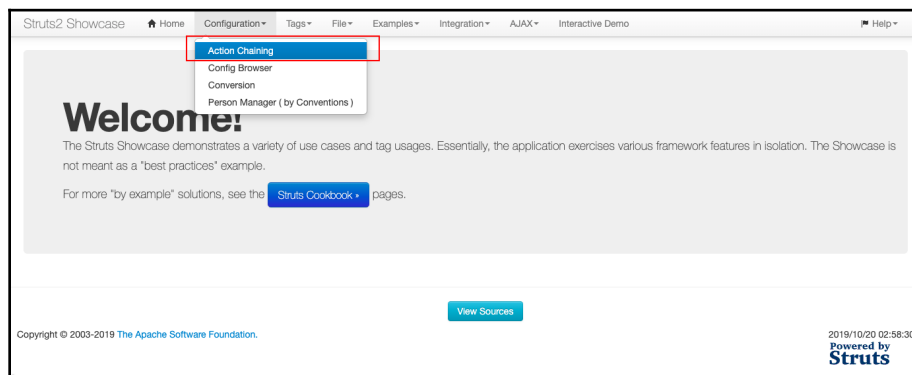 Struts2 Showcase Home Configuration Tags File Examples Integration AJAX Interactive Demo Help
Action Chaining
Config Browser
Conversion
Person Manager ( by Conventions )
Welcome!
The Struts Showcase demonstrates a variety of use cases and tag usages. Essentially, the application exercises various framework features in isolation. The Showcase is
not meant as a "best practices" example.
For more "by example" solutions, see the Struts Cookbook » pages.
View Sources
Copyright © 2003-2019 The Apache Software Foundation.
2019/10/20 02:58:30
Powered by
Struts